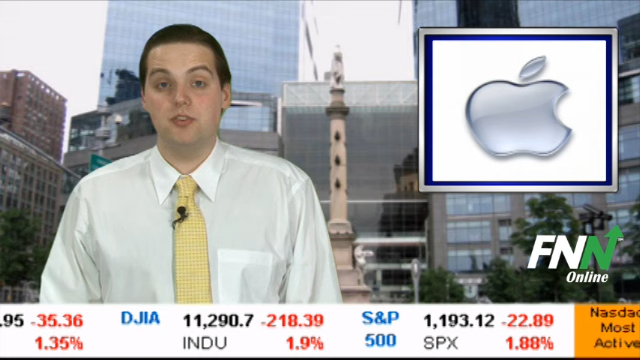 FNN
Online
.95 -35.36 DJIA 11,290.7 -218.39 S&P 1,193.12 -22.89 Nasdaq
1.35% INDU 1.9% 500 SPX 1.88% Most
Active